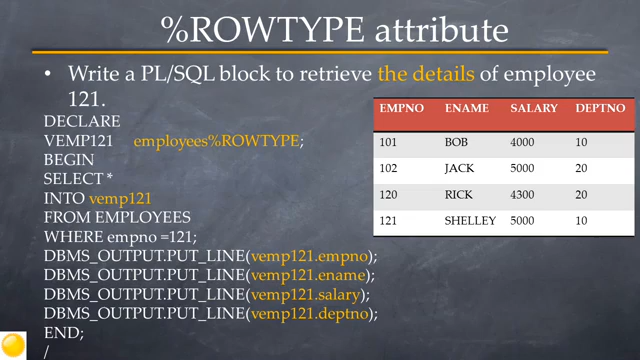 %ROWTYPE attribute
• Write a PL/SQL block to retrieve the details of employee
121.
DECLARE
VEMP121 employees%ROWTYPE;
BEGIN
SELECT *
INTO vemp121
FROM EMPLOYEES
WHERE empno =121;
DBMS_OUTPUT.PUT_LINE(vemp121.empno);
DBMS_OUTPUT.PUT_LINE(vemp121.ename);
DBMS_OUTPUT.PUT_LINE(vemp121.salary);
DBMS_OUTPUT.PUT_LINE(vemp121.deptno);
END;
/
EMPNO ENAME SALARY DEPTNO
101 BOB 4000 10
102 JACK 5000 20
120 RICK 4300 20
121 SHELLEY 5000 10